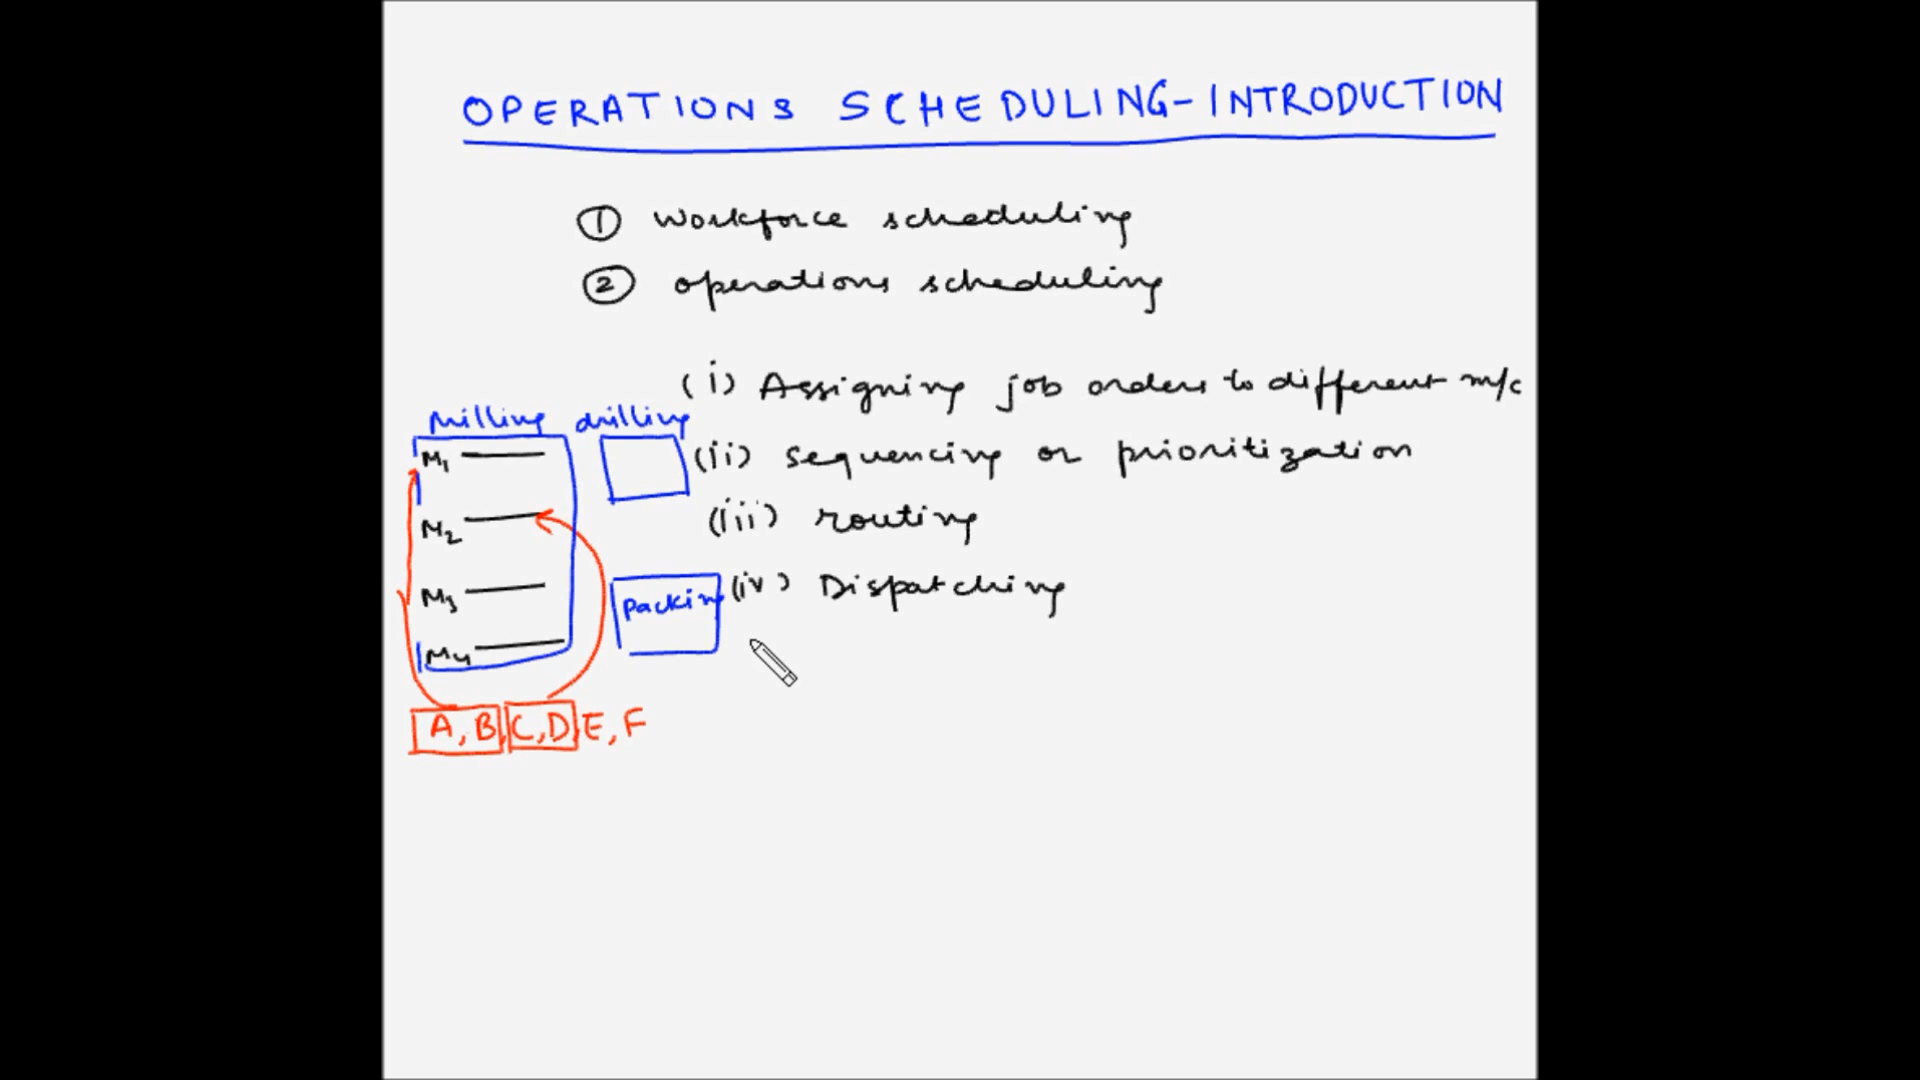 OPERATIONS SCHEDULING-INTRODUCTION
① Workforce scheduling
② operations scheduling
(i) Assigning job orders to different m/c
Milling drilling
M1
(ii) sequencing or prioritization
M2
(iii) routing
M3
Packing
(iv) Dispatching
M4
A, B, C, D, E, F